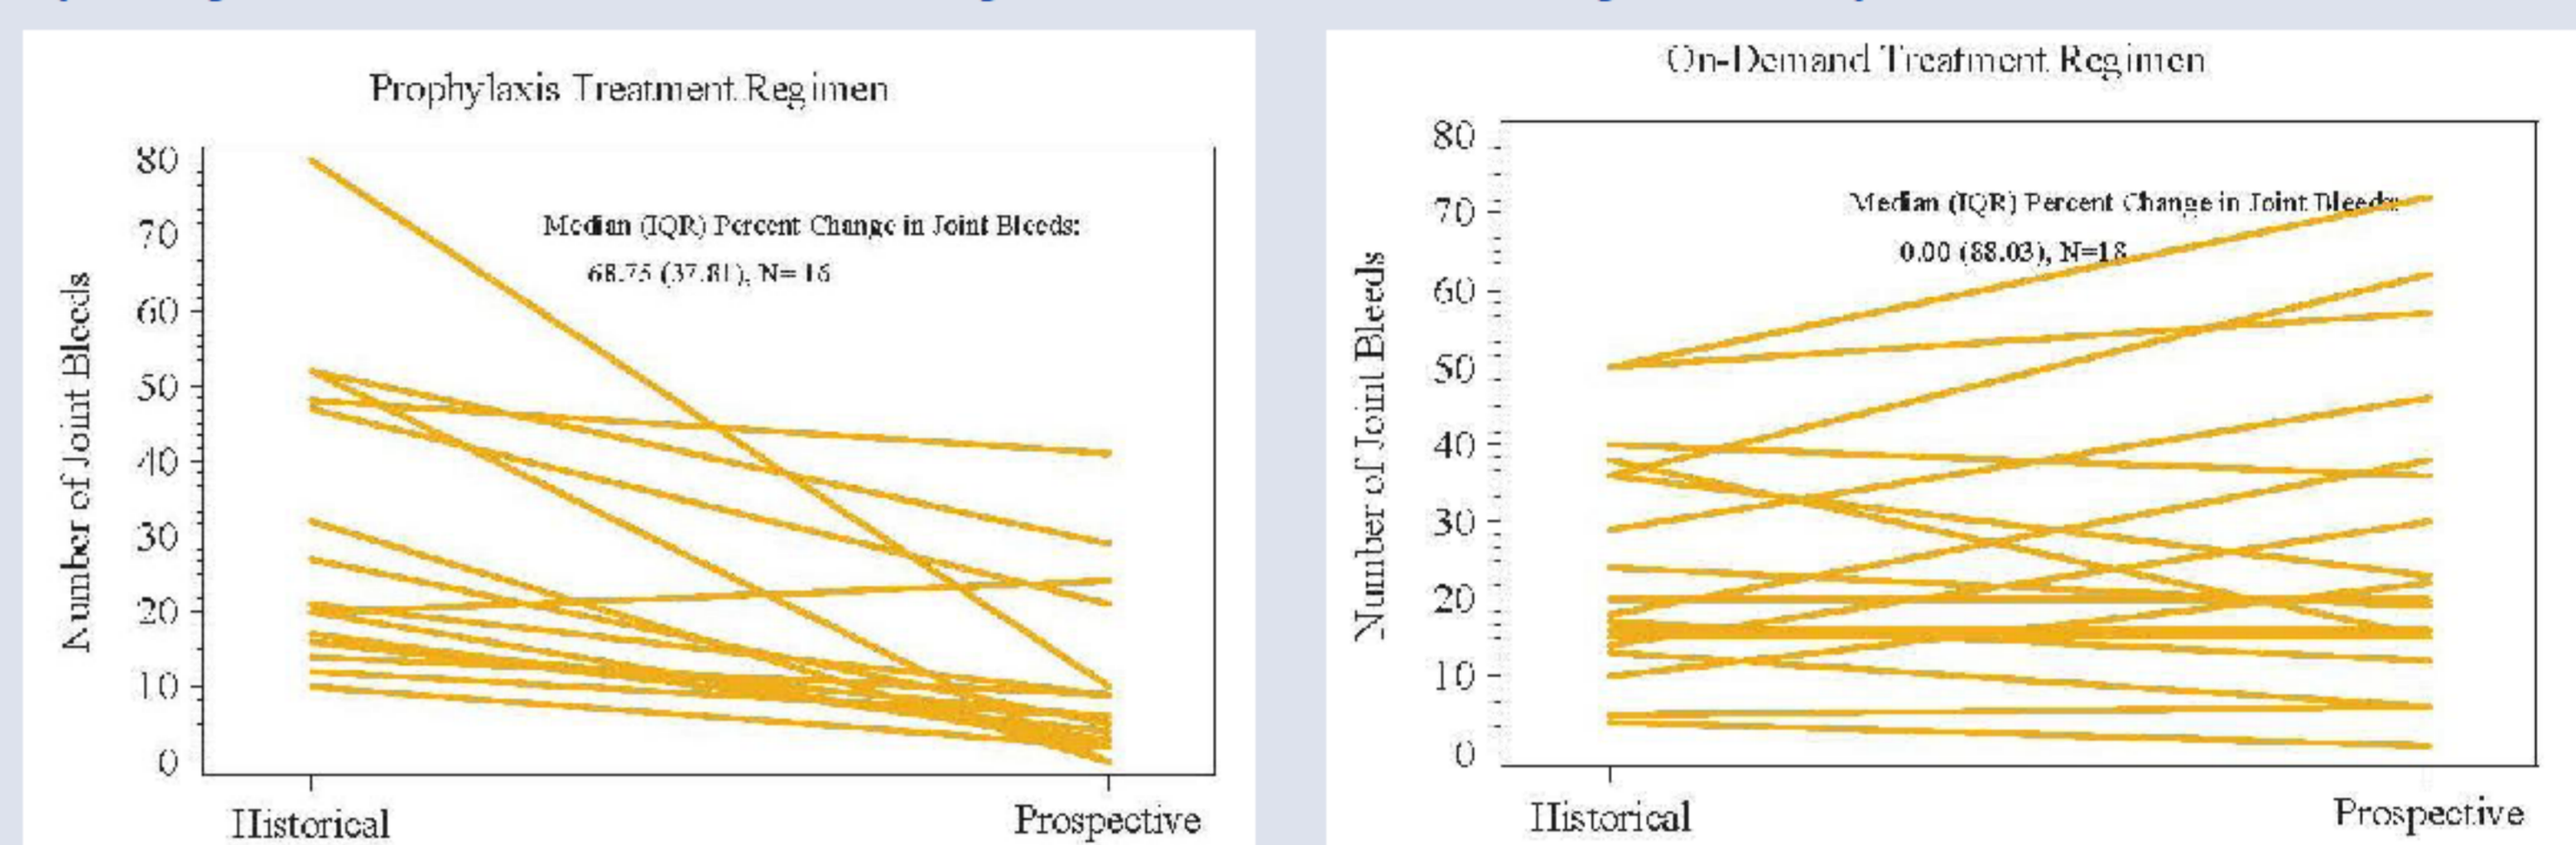 Prophylaxis Treatment Regimen
Number of Joint Bleeds
80
70
60
50
40
30
20
10
0
Median (IQR) Percent Change in Joint Bleeds:
68.75 (37.81), N= 16
Historical
Prospective
On-Demand Treatment Regimen
Number of Joint Bleeds
80
70
60
50
40
30
20
10
0
Median (IQR) Percent Change in Joint Bleeds:
0.00 (88.03), N=18
Historical
Prospective